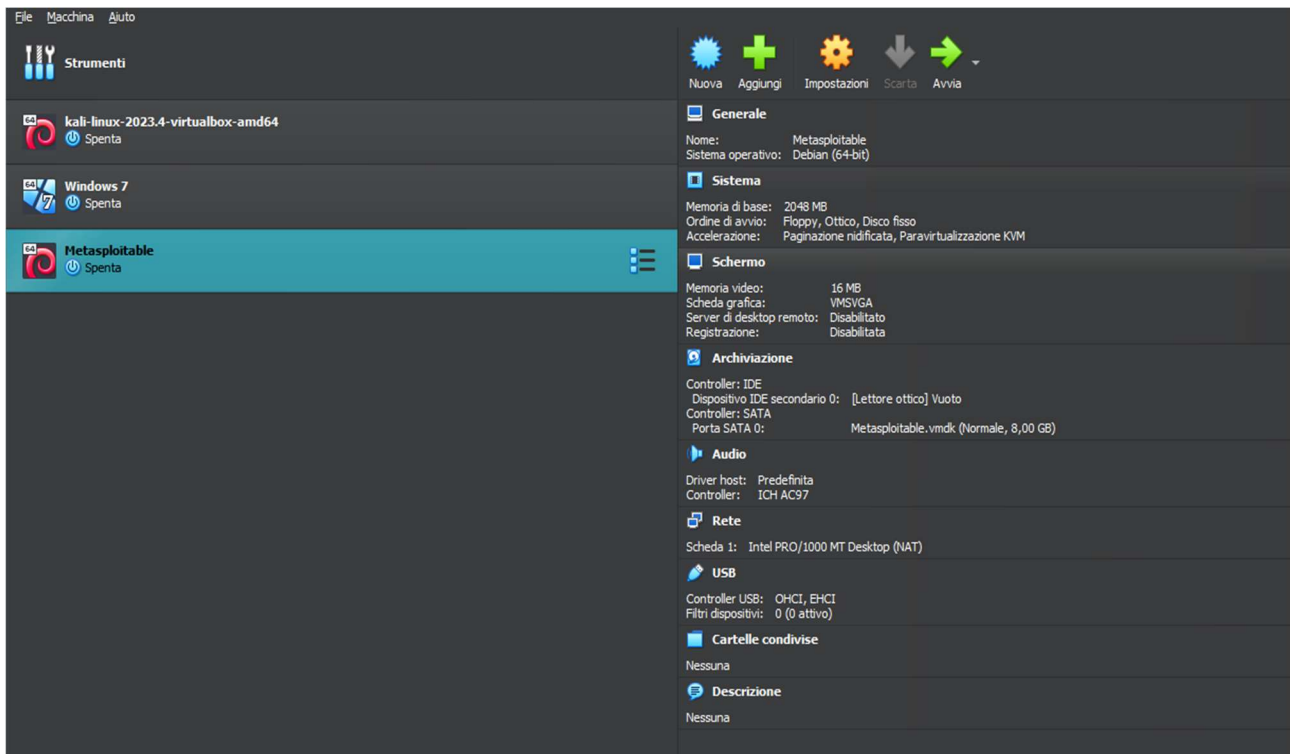 File Macchina Aiuto
Strumenti
64
kali-linux-2023.4-virtualbox-amd64
Spenta
64
7
Windows 7
Spenta
64
Metasploitable
Spenta
Nuova Aggiungi Impostazioni Scarta Avvia
Generale
Nome: Metasploitable
Sistema operativo: Debian (64-bit)
Sistema
Memoria di base: 2048 MB
Ordine di avvio: Floppy, Ottico, Disco fisso
Accelerazione: Paginazione nidificata, Paravirtualizzazione KVM
Schermo
Memoria video: 16 MB
Scheda grafica: VMSVGA
Server di desktop remoto: Disabilitato
Registrazione: Disabilitata
Archiviazione
Controller: IDE
Dispositivo IDE secondario 0: [Lettore ottico] Vuoto
Controller: SATA
Porta SATA 0: Metasploitable.vmdk (Normale, 8,00 GB)
Audio
Driver host: Predefinita
Controller: ICH AC97
Rete
Scheda 1: Intel PRO/1000 MT Desktop (NAT)
USB
Controller USB: OHCI, EHCI
Filtri dispositivi: 0 (0 attivo)
Cartelle condivise
Nessuna
Descrizione
Nessuna